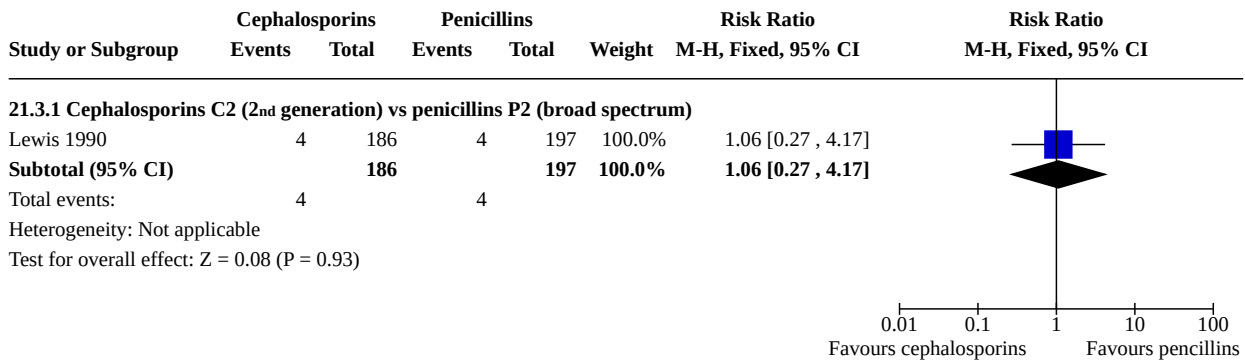 Cephalosporins Penicillins Risk Ratio Risk Ratio
Study or Subgroup Events Total Events Total Weight M-H, Fixed, 95% CI M-H, Fixed, 95% CI
21.3.1 Cephalosporins C2 (2nd generation) vs penicillins P2 (broad spectrum)
Lewis 1990 4 186 4 197 100.0% 1.06 [0.27 , 4.17]
Subtotal (95% CI) 186 197 100.0% 1.06 [0.27 , 4.17]
Total events: 4 4
Heterogeneity: Not applicable
Test for overall effect: Z = 0.08 (P = 0.93)
0.01 0.1 1 10 100
Favours cephalosporins Favours pencillins